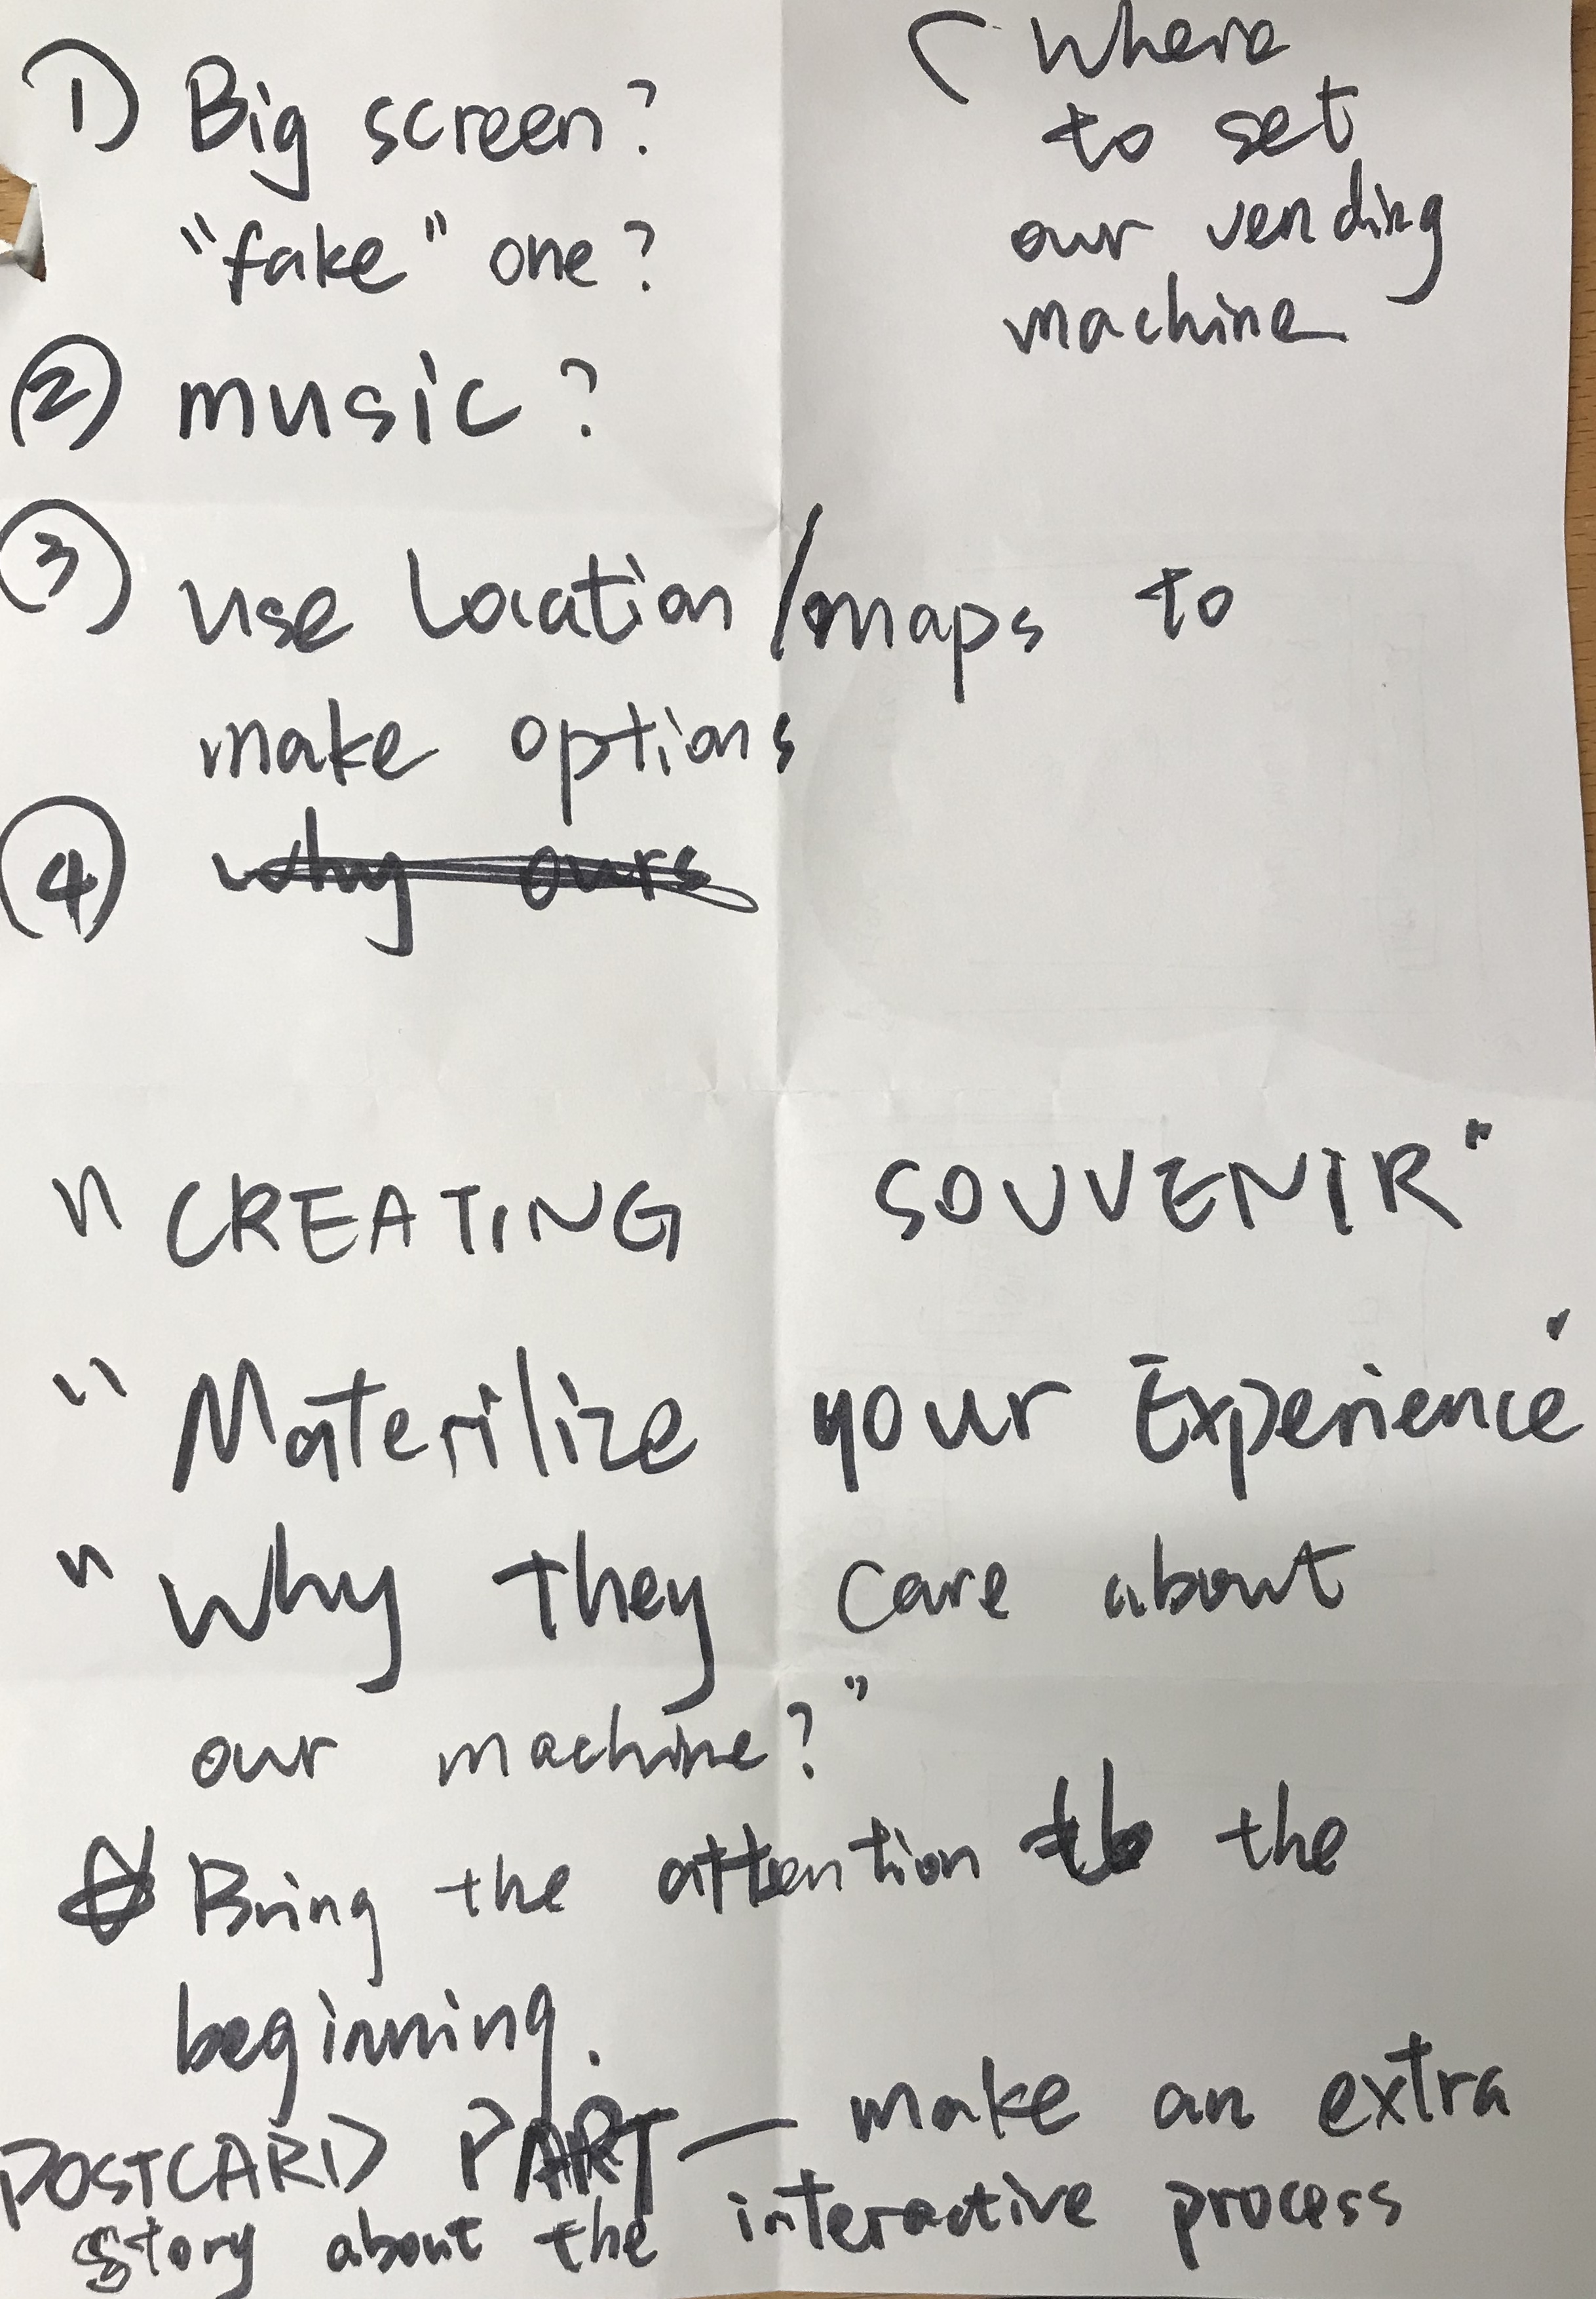 ① Big screen?
"fake" one?
( Where
to set
our vending
machine
② music?
③ use location/maps to
make options
④ why ours
"CREATING SOUVENIR"
"Materilize your Experience"
"Why they care about
our machine?"
☆ Bring the attention to the
beginning.
POSTCARD PART — make an extra
story about the interactive process